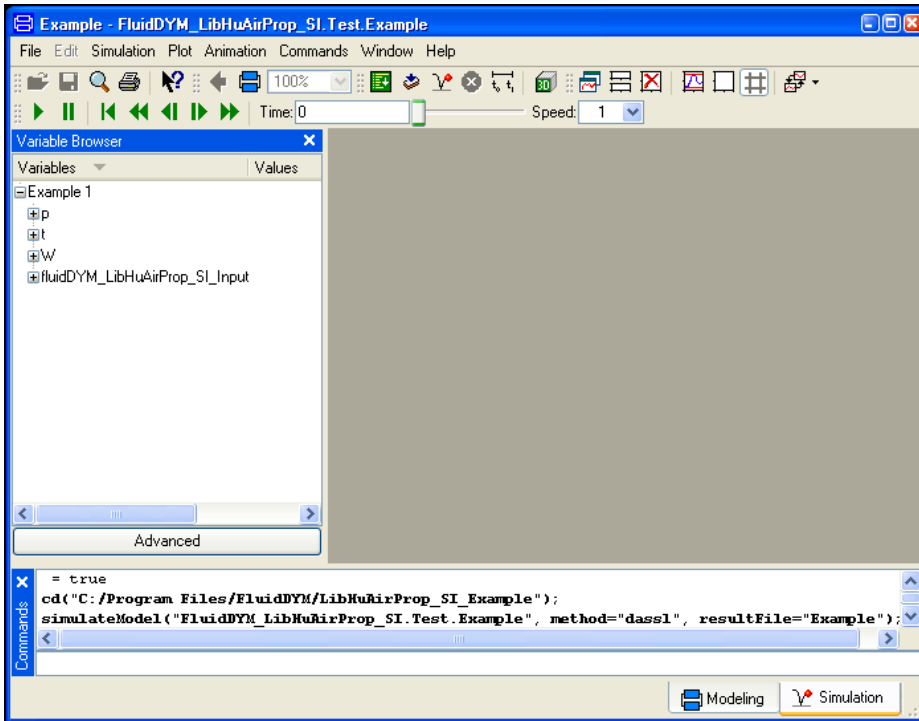 Example - FluidDYM_LibHuAirProp_SI.Test.Example
File Edit Simulation Plot Animation Commands Window Help
100% 3D
Time: 0 Speed: 1
Variable Browser
Variables Values
Example 1
p
t
W
fluidDYM_LibHuAirProp_SI_Input
Advanced
Commands
= true
cd("C:/Program Files/FluidDYM/LibHuAirProp_SI_Example");
simulateModel("FluidDYM_LibHuAirProp_SI.Test.Example", method="dassl", resultFile="Example");
Modeling Simulation